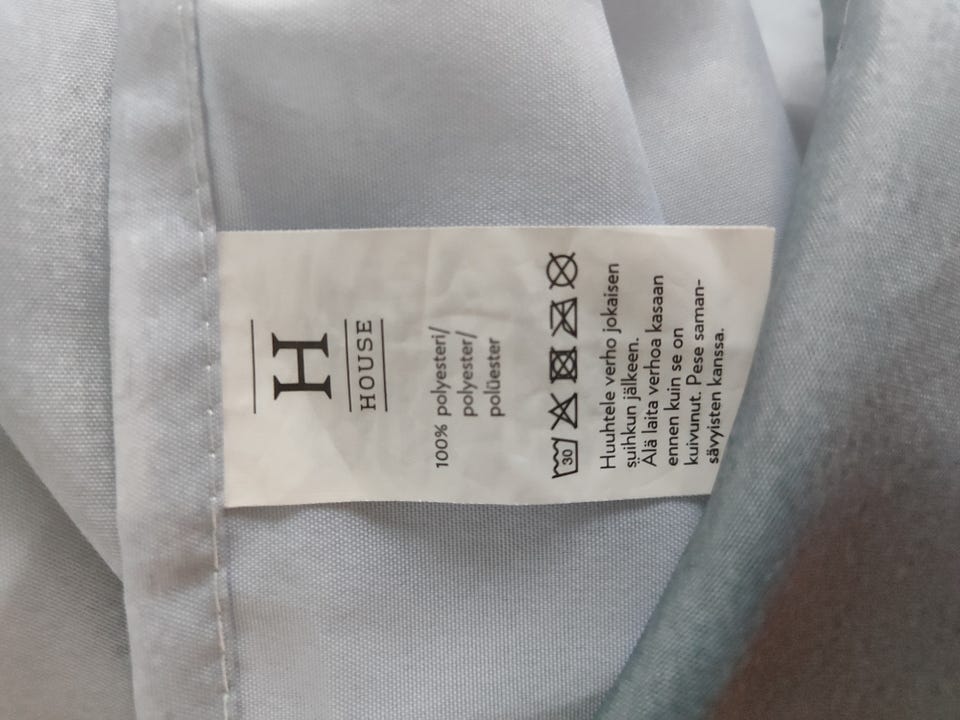 H
HOUSE
100% polyesteri/
polyester/
polüester
30
Huuhtele verho jokaisen
suihkun jälkeen.
Älä laita verhoa kasaan
ennen kuin se on
kuivunut. Pese saman-
sävyisten kanssa.